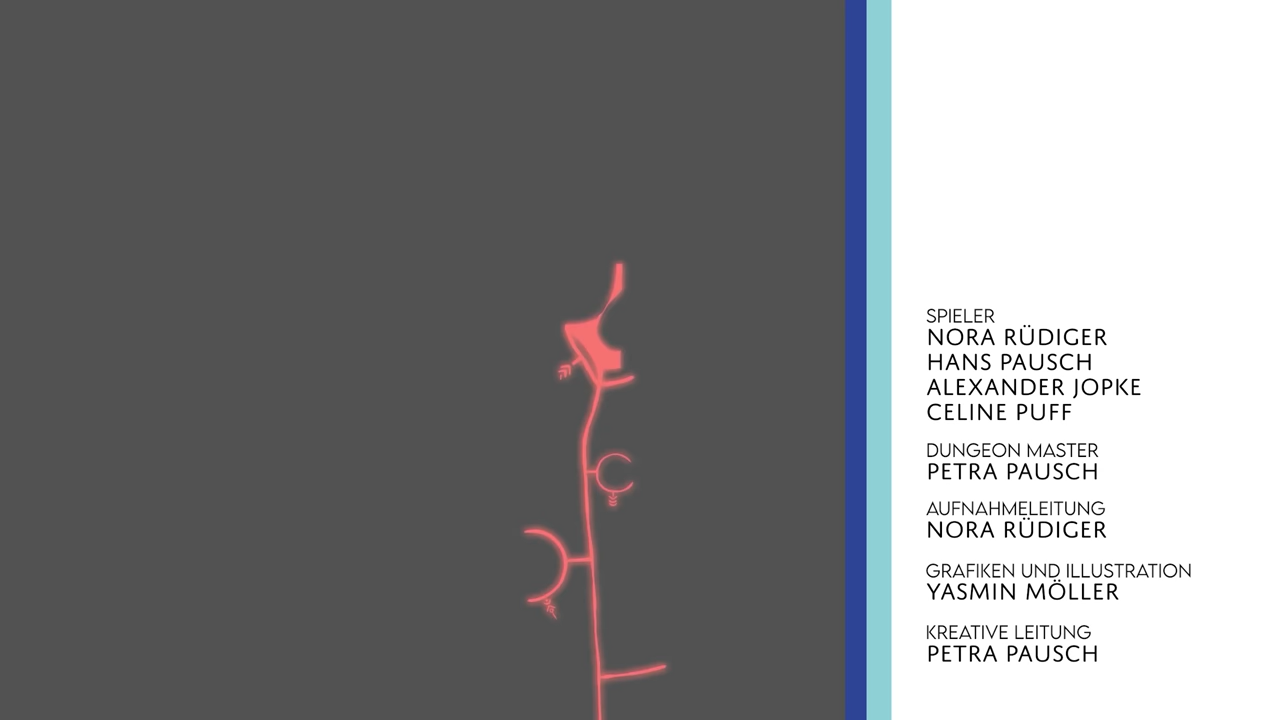 SPIELER
NORA RÜDIGER
HANS PAUSCH
ALEXANDER JOPKE
CELINE PUFF
DUNGEON MASTER
PETRA PAUSCH
AUFNAHMELEITUNG
NORA RÜDIGER
GRAFIKEN UND ILLUSTRATION
YASMIN MÖLLER
KREATIVE LEITUNG
PETRA PAUSCH